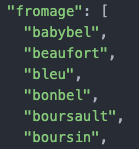 "fromage": [
"babybel",
"beaufort",
"bleu",
"bonbel",
"boursault",
"boursin",